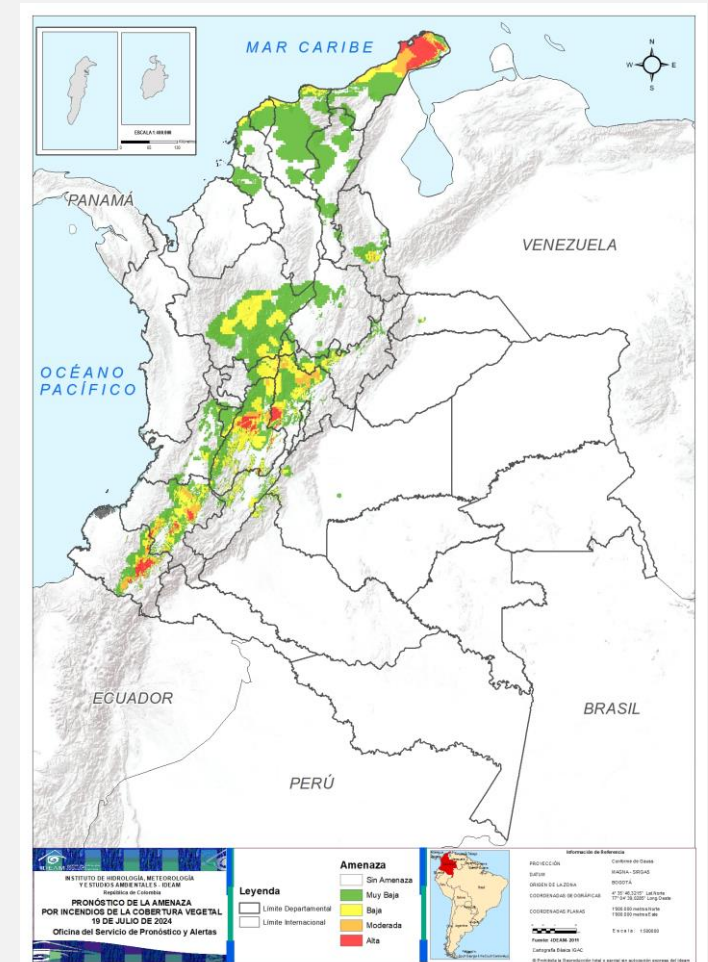 MAR CARIBE
N
W
E
S
PANAMÁ
VENEZUELA
OCÉANO
PACÍFICO
ECUADOR
BRASIL
PERÚ
INSTITUTO DE HIDROLOGÍA, METEOROLOGÍA
Y ESTUDIOS AMBIENTALES - IDEAM
República de Colombia
PRONÓSTICO DE LA AMENAZA
POR INCENDIOS DE LA COBERTURA VEGETAL
19 DE JULIO DE 2024
Oficina del Servicio de Pronóstico y Alertas
Leyenda
Límite Departamental
Límite Internacional
Amenaza
Sin Amenaza
Muy Baja
Baja
Moderada
Alta
Información de Referencia
PROYECCIÓN
DATUM
MAGNA - SIRGAS
ORIGEN DE LA ZONA
BOGOTÁ
COORDENADAS GEOGRÁFICAS
COORDENADAS PLANAS
Cartografía Básica: IGAC